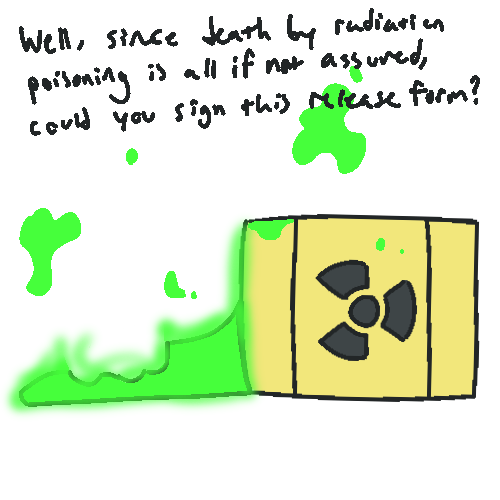 Well, since death by radiation
poisoning is all if not assured,
could you sign this release form?